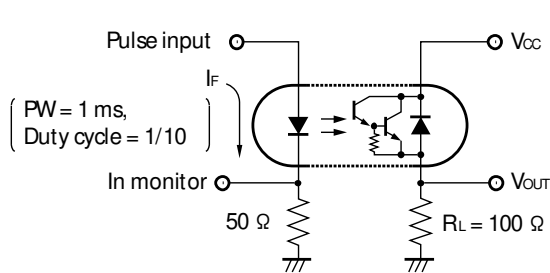 Pulse input
VCC
IF
PW = 1 ms,
Duty cycle = 1/10
In monitor
VOUT
50 Ω
RL = 100 Ω